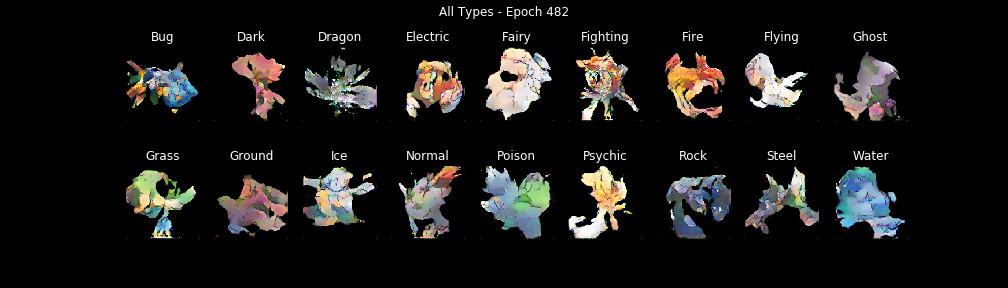 All Types - Epoch 482
Bug Dark Dragon Electric Fairy Fighting Fire Flying Ghost
Grass Ground Ice Normal Poison Psychic Rock Steel Water